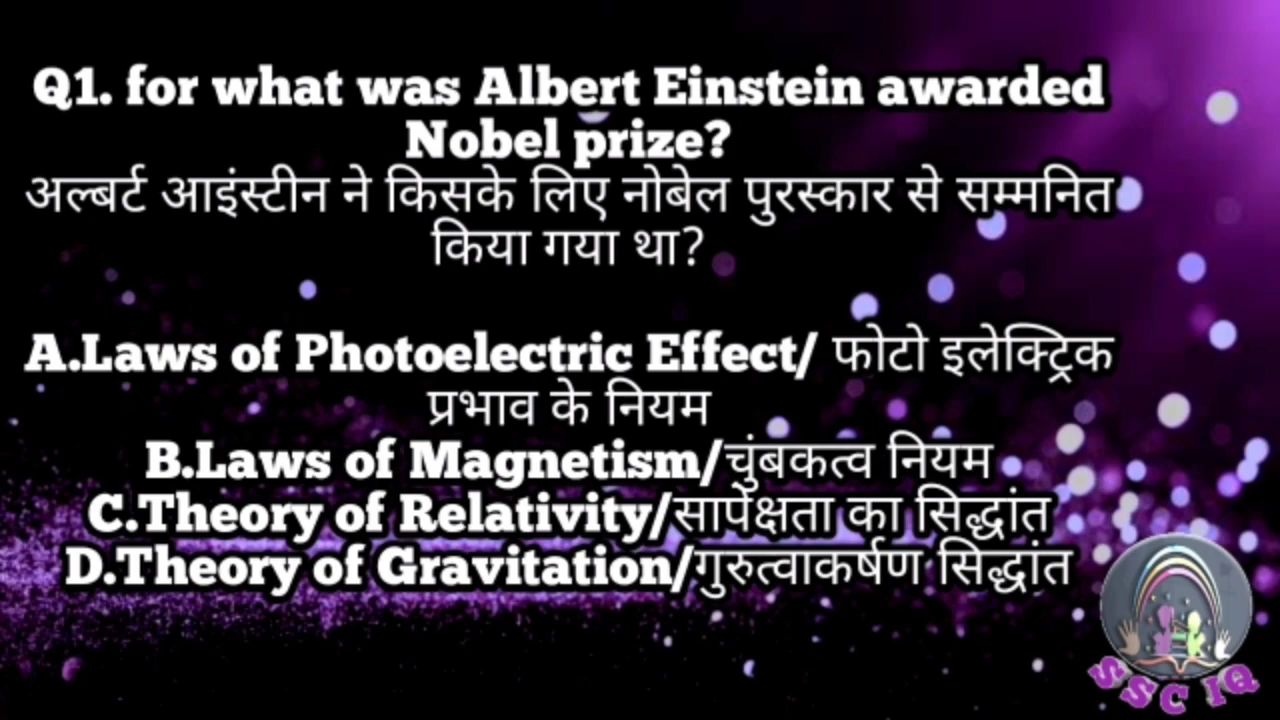 Q1. for what was Albert Einstein awarded
Nobel prize?
अल्बर्ट आइंस्टीन ने किसके लिए नोबेल पुरस्कार से सम्मनित
किया गया था?
A.Laws of Photoelectric Effect/ फोटो इलेक्ट्रिक
प्रभाव के नियम
B.Laws of Magnetism/चुंबकत्व नियम
C.Theory of Relativity/सापेक्षता का सिद्धांत
D.Theory of Gravitation/गुरुत्वाकर्षण सिद्धांत
SSC IQ